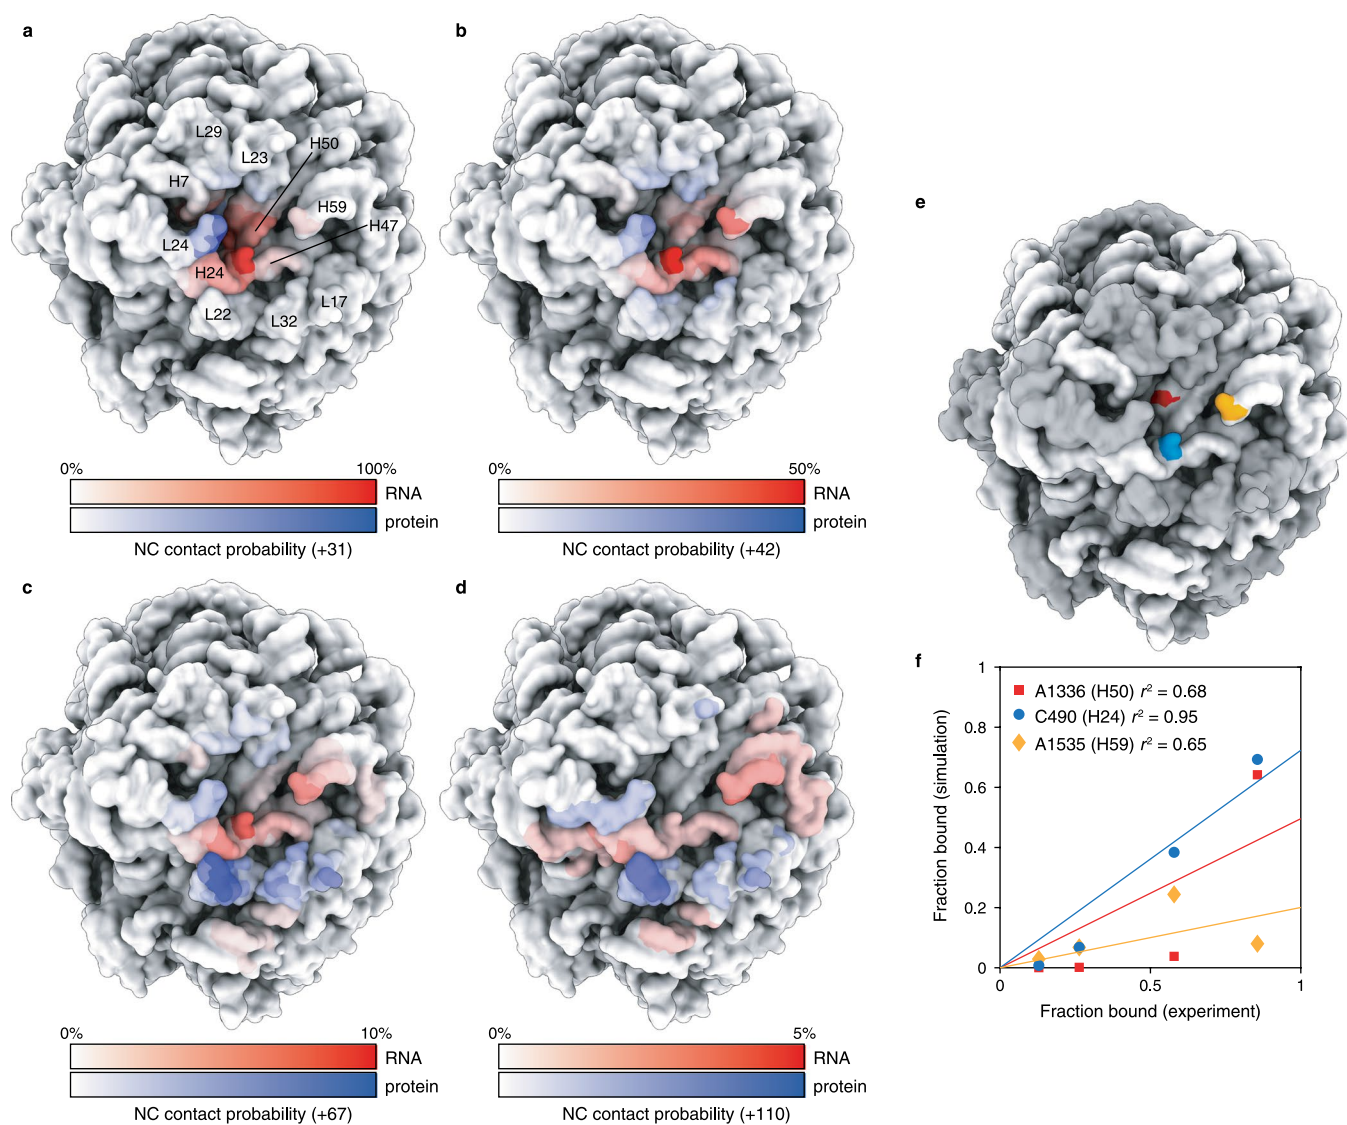 a
L29
L23
H50
H7
H59
H47
L24
H24
L17
L22
L32
0%
100%
RNA
protein
NC contact probability (+31)
b
0%
50%
RNA
protein
NC contact probability (+42)
c
0%
10%
RNA
protein
NC contact probability (+67)
d
0%
5%
RNA
protein
NC contact probability (+110)
e
f
1
0.8
0.6
0.4
0.2
0
0
0.5
1
A1336 (H50) r² = 0.68
C490 (H24) r² = 0.95
A1535 (H59) r² = 0.65
Fraction bound (simulation)
Fraction bound (experiment)